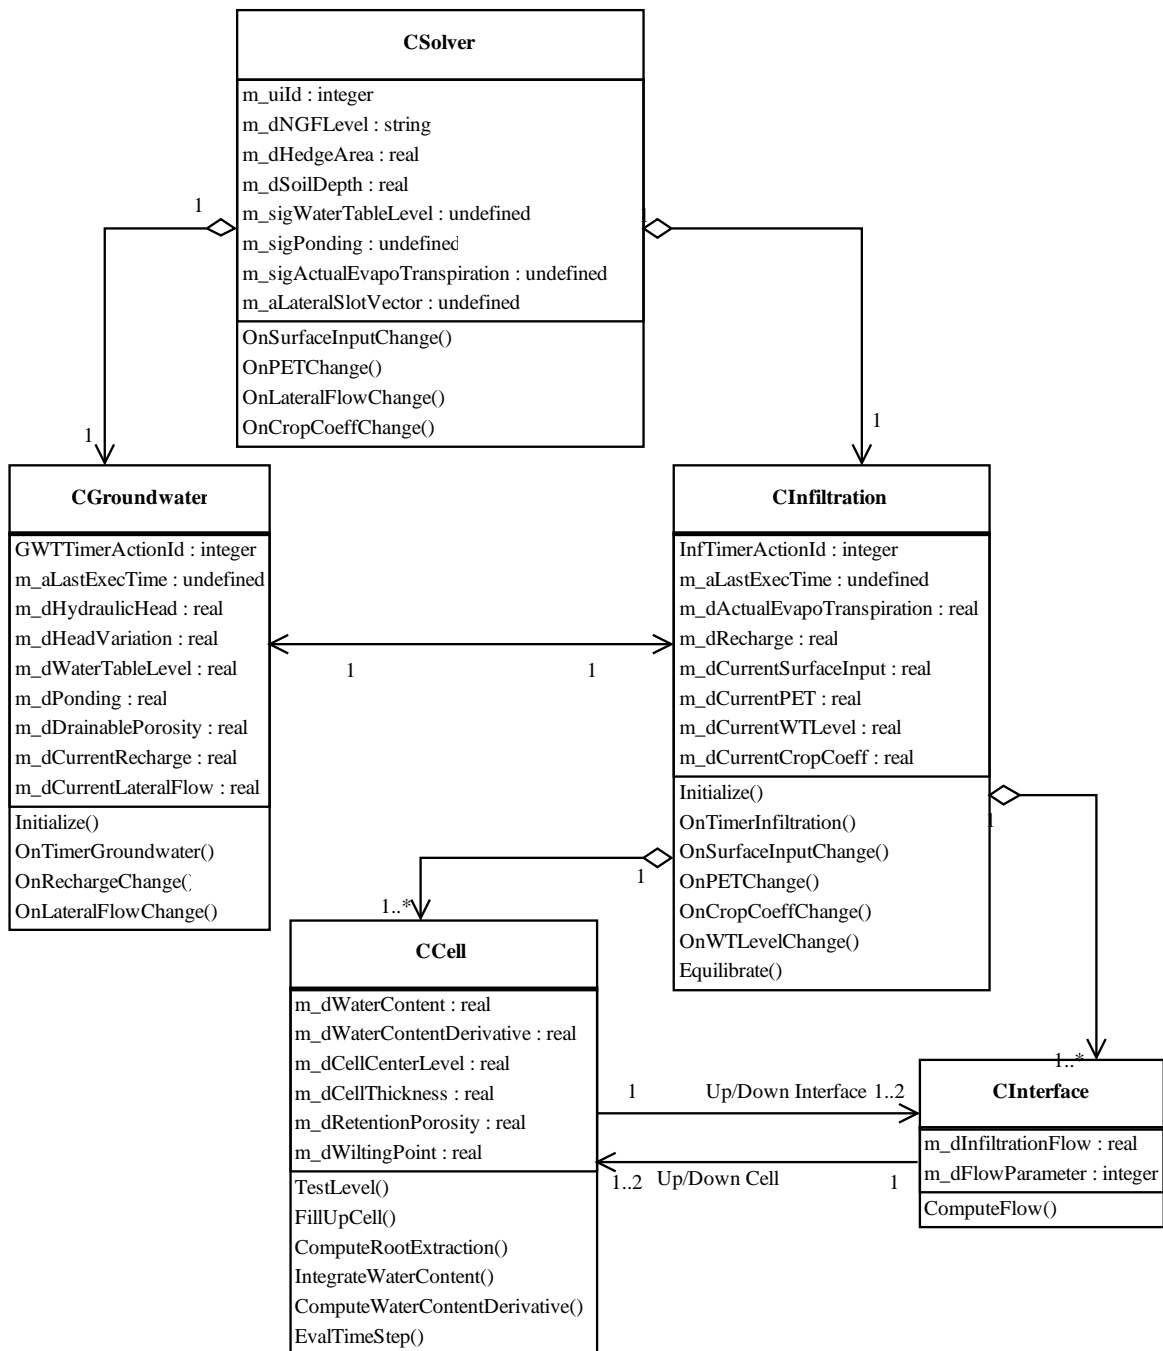 CSolver
m_uiId : integer
m_dNGFLevel : string
m_dHedgeArea : real
m_dSoilDepth : real
m_sigWaterTableLevel : undefined
m_sigPonding : undefined
m_sigActualEvapoTranspiration : undefined
m_aLateralSlotVector : undefined
OnSurfaceInputChange()
OnPETChange()
OnLateralFlowChange()
OnCropCoeffChange()
1
1
1
1
CGroundwater
GWTTimerActionId : integer
m_aLastExecTime : undefined
m_dHydraulicHead : real
m_dHeadVariation : real
m_dWaterTableLevel : real
m_dPonding : real
m_dDrainablePorosity : real
m_dCurrentRecharge : real
m_dCurrentLateralFlow : real
Initialize()
OnTimerGroundwater()
OnRechargeChange()
OnLateralFlowChange()
1
1
CInfiltration
InfTimerActionId : integer
m_aLastExecTime : undefined
m_dActualEvapoTranspiration : real
m_dRecharge : real
m_dCurrentSurfaceInput : real
m_dCurrentPET : real
m_dCurrentWTLevel : real
m_dCurrentCropCoeff : real
Initialize()
OnTimerInfiltration()
OnSurfaceInputChange()
OnPETChange()
OnCropCoeffChange()
OnWTLevelChange()
Equilibrate()
1
1
1..*
1..*
CCell
m_dWaterContent : real
m_dWaterContentDerivative : real
m_dCellCenterLevel : real
m_dCellThickness : real
m_dRetentionPorosity : real
m_dWiltingPoint : real
TestLevel()
FillUpCell()
ComputeRootExtraction()
IntegrateWaterContent()
ComputeWaterContentDerivative()
EvalTimeStep()
1 Up/Down Interface 1..2
1..2 Up/Down Cell 1
CInterface
m_dInfiltrationFlow : real
m_dFlowParameter : integer
ComputeFlow()